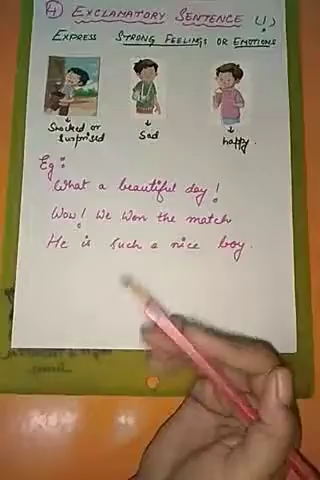 4 EXCLAMATORY SENTENCE (!)
EXPRESS STRONG FEELINGS OR EMOTIONS
Shocked or surprised
Sad
happy.
Eg:
What a beautiful day!
Wow! We won the match
He is such a nice boy.